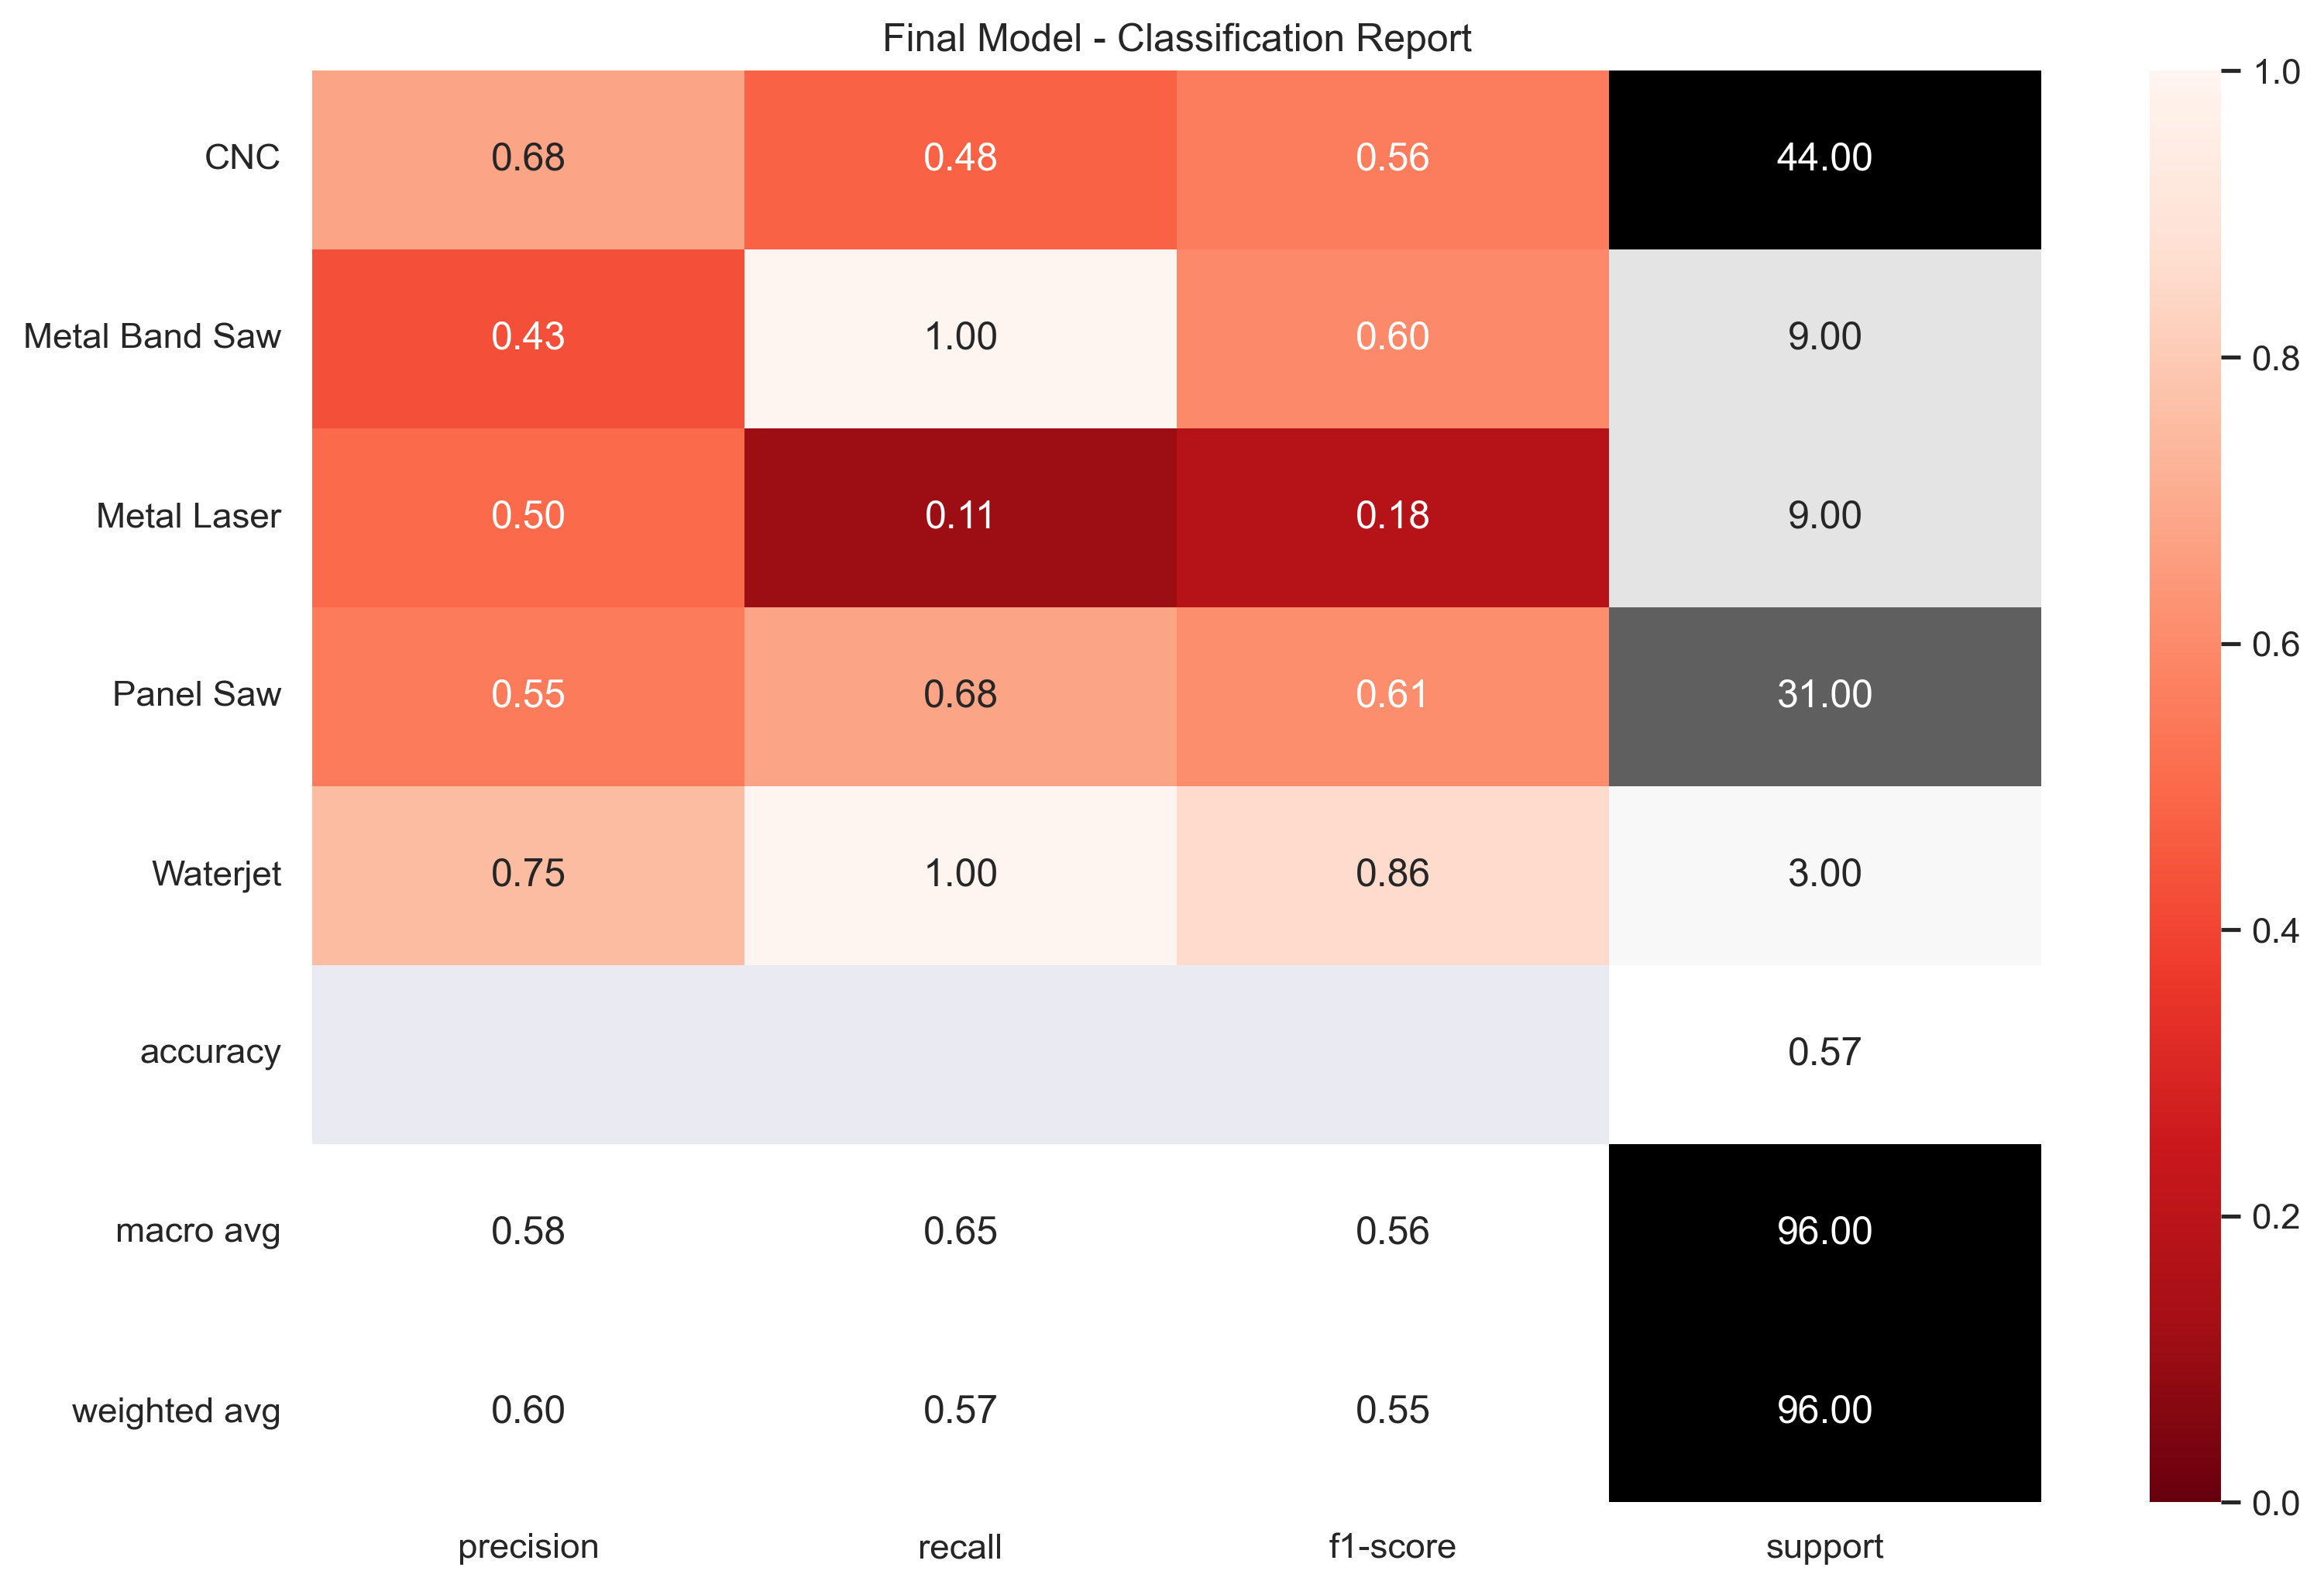 Final Model - Classification Report
CNC 0.68 0.48 0.56 44.00
Metal Band Saw 0.43 1.00 0.60 9.00
Metal Laser 0.50 0.11 0.18 9.00
Panel Saw 0.55 0.68 0.61 31.00
Waterjet 0.75 1.00 0.86 3.00
accuracy 0.57
macro avg 0.58 0.65 0.56 96.00
weighted avg 0.60 0.57 0.55 96.00
precision recall f1-score support
1.0
0.8
0.6
0.4
0.2
0.0